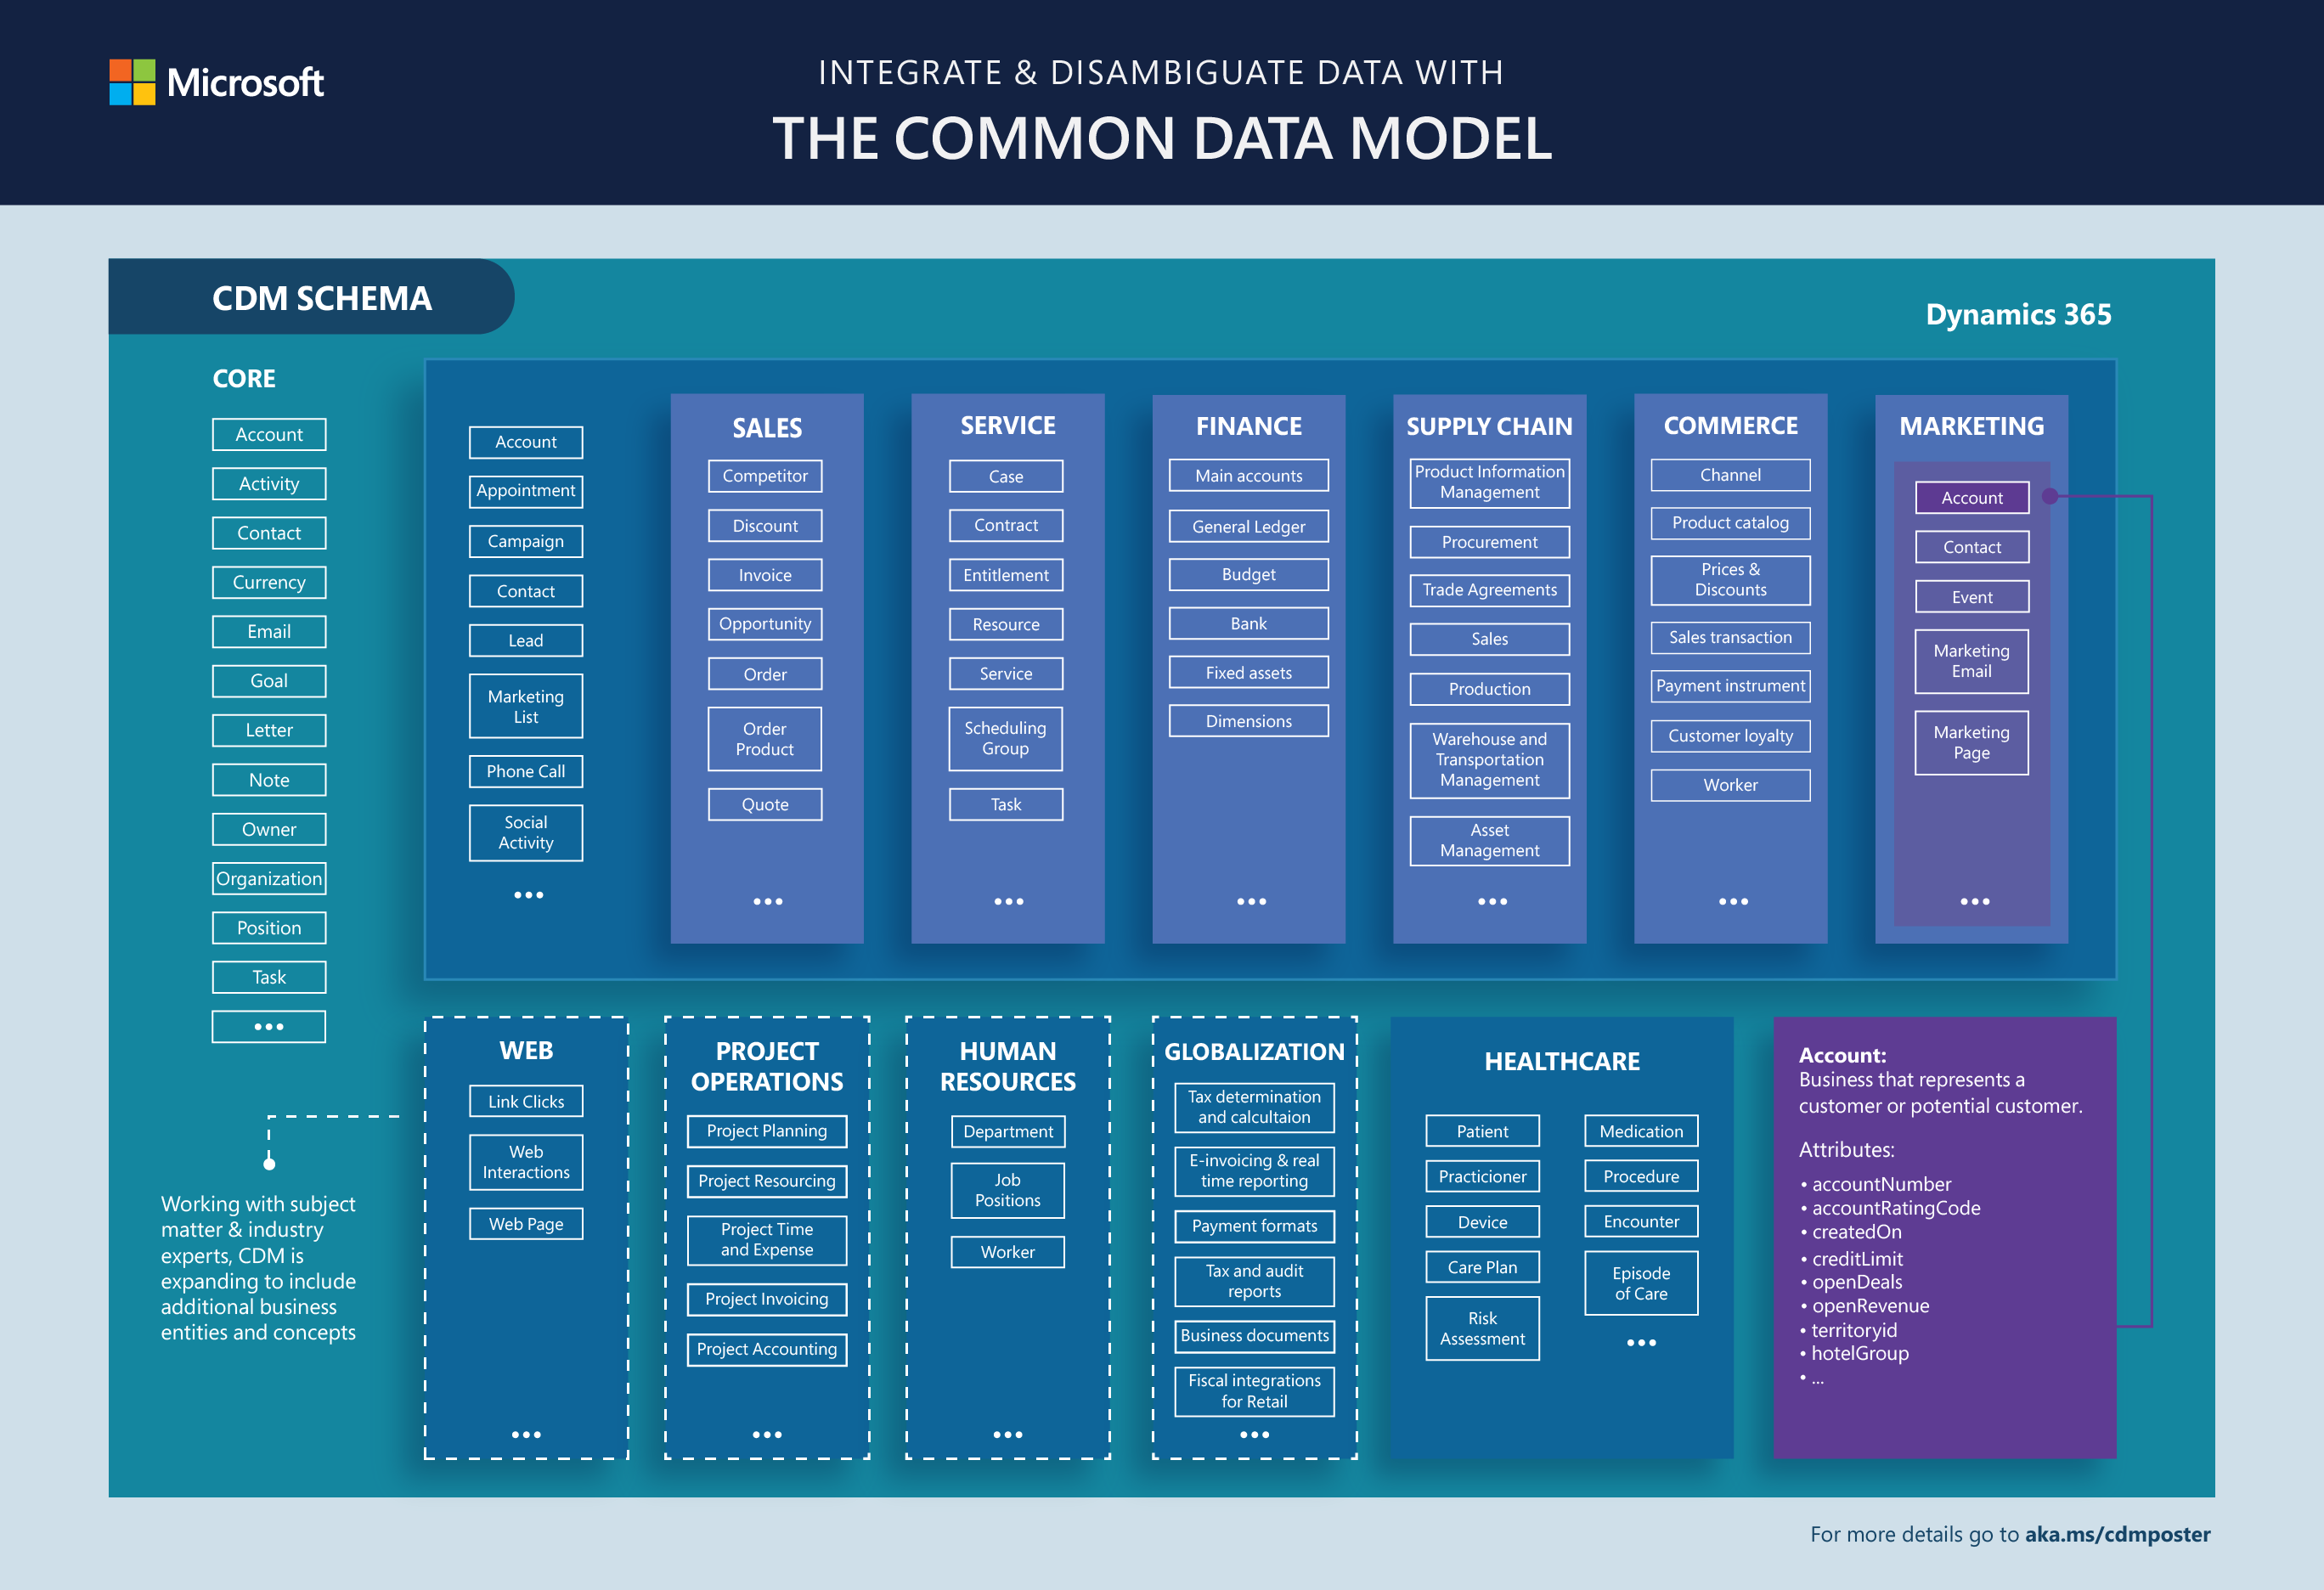 Microsoft
INTEGRATE & DISAMBIGUATE DATA WITH
THE COMMON DATA MODEL
CDM SCHEMA
Dynamics 365
CORE
Account
Activity
Contact
Currency
Email
Goal
Letter
Note
Owner
Organization
Position
Task
•••
Account
Appointment
Campaign
Contact
Lead
Marketing
List
Phone Call
Social
Activity
•••
SALES
Competitor
Discount
Invoice
Opportunity
Order
Order
Product
Quote
•••
SERVICE
Case
Contract
Entitlement
Resource
Service
Scheduling
Group
Task
•••
FINANCE
Main accounts
General Ledger
Budget
Bank
Fixed assets
Dimensions
•••
SUPPLY CHAIN
Product Information
Management
Procurement
Trade Agreements
Sales
Production
Warehouse and
Transportation
Management
Asset
Management
•••
COMMERCE
Channel
Product catalog
Prices &
Discounts
Sales transaction
Payment instrument
Customer loyalty
Worker
•••
MARKETING
Account
Contact
Event
Marketing
Email
Marketing
Page
•••
Working with subject
matter & industry
experts, CDM is
expanding to include
additional business
entities and concepts
WEB
Link Clicks
Web
Interactions
Web Page
•••
PROJECT
OPERATIONS
Project Planning
Project Resourcing
Project Time
and Expense
Project Invoicing
Project Accounting
•••
HUMAN
RESOURCES
Department
Job
Positions
Worker
•••
GLOBALIZATION
Tax determination
and calcultaion
E-invoicing & real
time reporting
Payment formats
Tax and audit
reports
Business documents
Fiscal integrations
for Retail
•••
HEALTHCARE
Patient
Practicioner
Device
Care Plan
Risk
Assessment
Medication
Procedure
Encounter
Episode
of Care
•••
Account:
Business that represents a
customer or potential customer.
Attributes:
• accountNumber
• accountRatingCode
• createdOn
• creditLimit
• openDeals
• openRevenue
• territoryid
• hotelGroup
• ...
For more details go to aka.ms/cdmposter